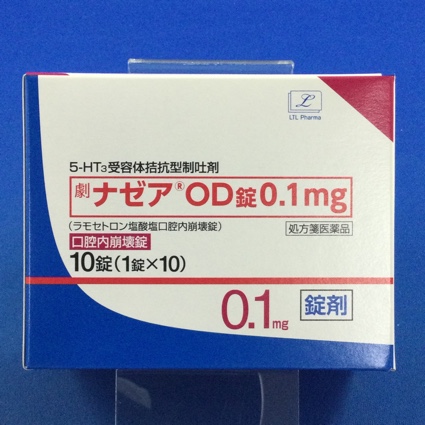 L
LTL Pharma
5-HT₃受容体拮抗型制吐剤
劇 ナゼア®OD錠0.1mg
(ラモセトロン塩酸塩口腔内崩壊錠)
処方箋医薬品
口腔内崩壊錠
10錠(1錠×10)
0.1mg
錠剤